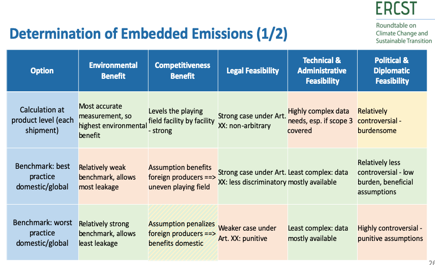 ERCST
Roundtable on
Climate Change and
Sustainable Transition
Determination of Embedded Emissions (1/2)
Option
Environmental
Benefit
Competitiveness
Benefit
Legal Feasibility
Technical &
Administrative
Feasibility
Political &
Diplomatic
Feasibility
Calculation at
product level (each
shipment)
Most accurate
measurement, so
highest environmental
benefit
Levels the playing
field facility by facility
- strong
Strong case under Art.
XX: non-arbitrary
Highly complex data
needs, esp. if scope 3
covered
Relatively
controversial -
burdensome
Benchmark: best
practice
domestic/global
Relatively weak
benchmark, allows
most leakage
Assumption benefits
foreign producers ==>
uneven playing field
Strong case under Art.
XX: less discriminatory
Least complex: data
mostly available
Relatively less
controversial - low
burden, beneficial
assumptions
Benchmark: worst
practice
domestic/global
Relatively strong
benchmark, allows
least leakage
Assumption penalizes
foreign producers ==>
benefits domestic
Weaker case under
Art. XX: punitive
Least complex: data
mostly available
Highly controversial -
punitive assumptions